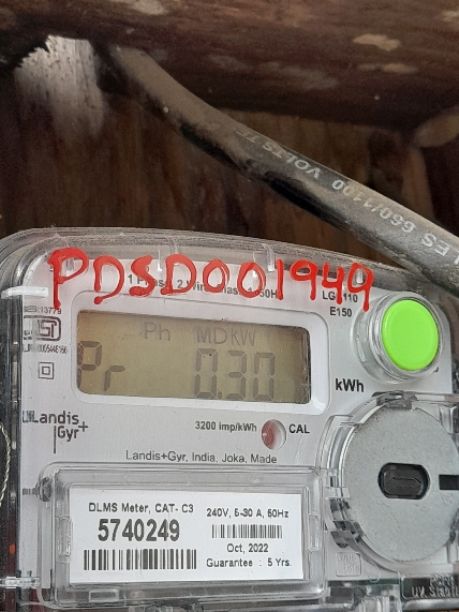 LES 660/1100 VOLTS
PDSD001949
LG
110
E150
Ph MDKW
Pr 0.30
kWh
Landis
Gyr+
3200 imp/kWh
CAL
Landis+Gyr, India, Joka, Made
DLMS Meter, CAT- C3
5740249
240V, 5-30 A, 50Hz
Oct, 2022
Guarantee : 5 Yrs.